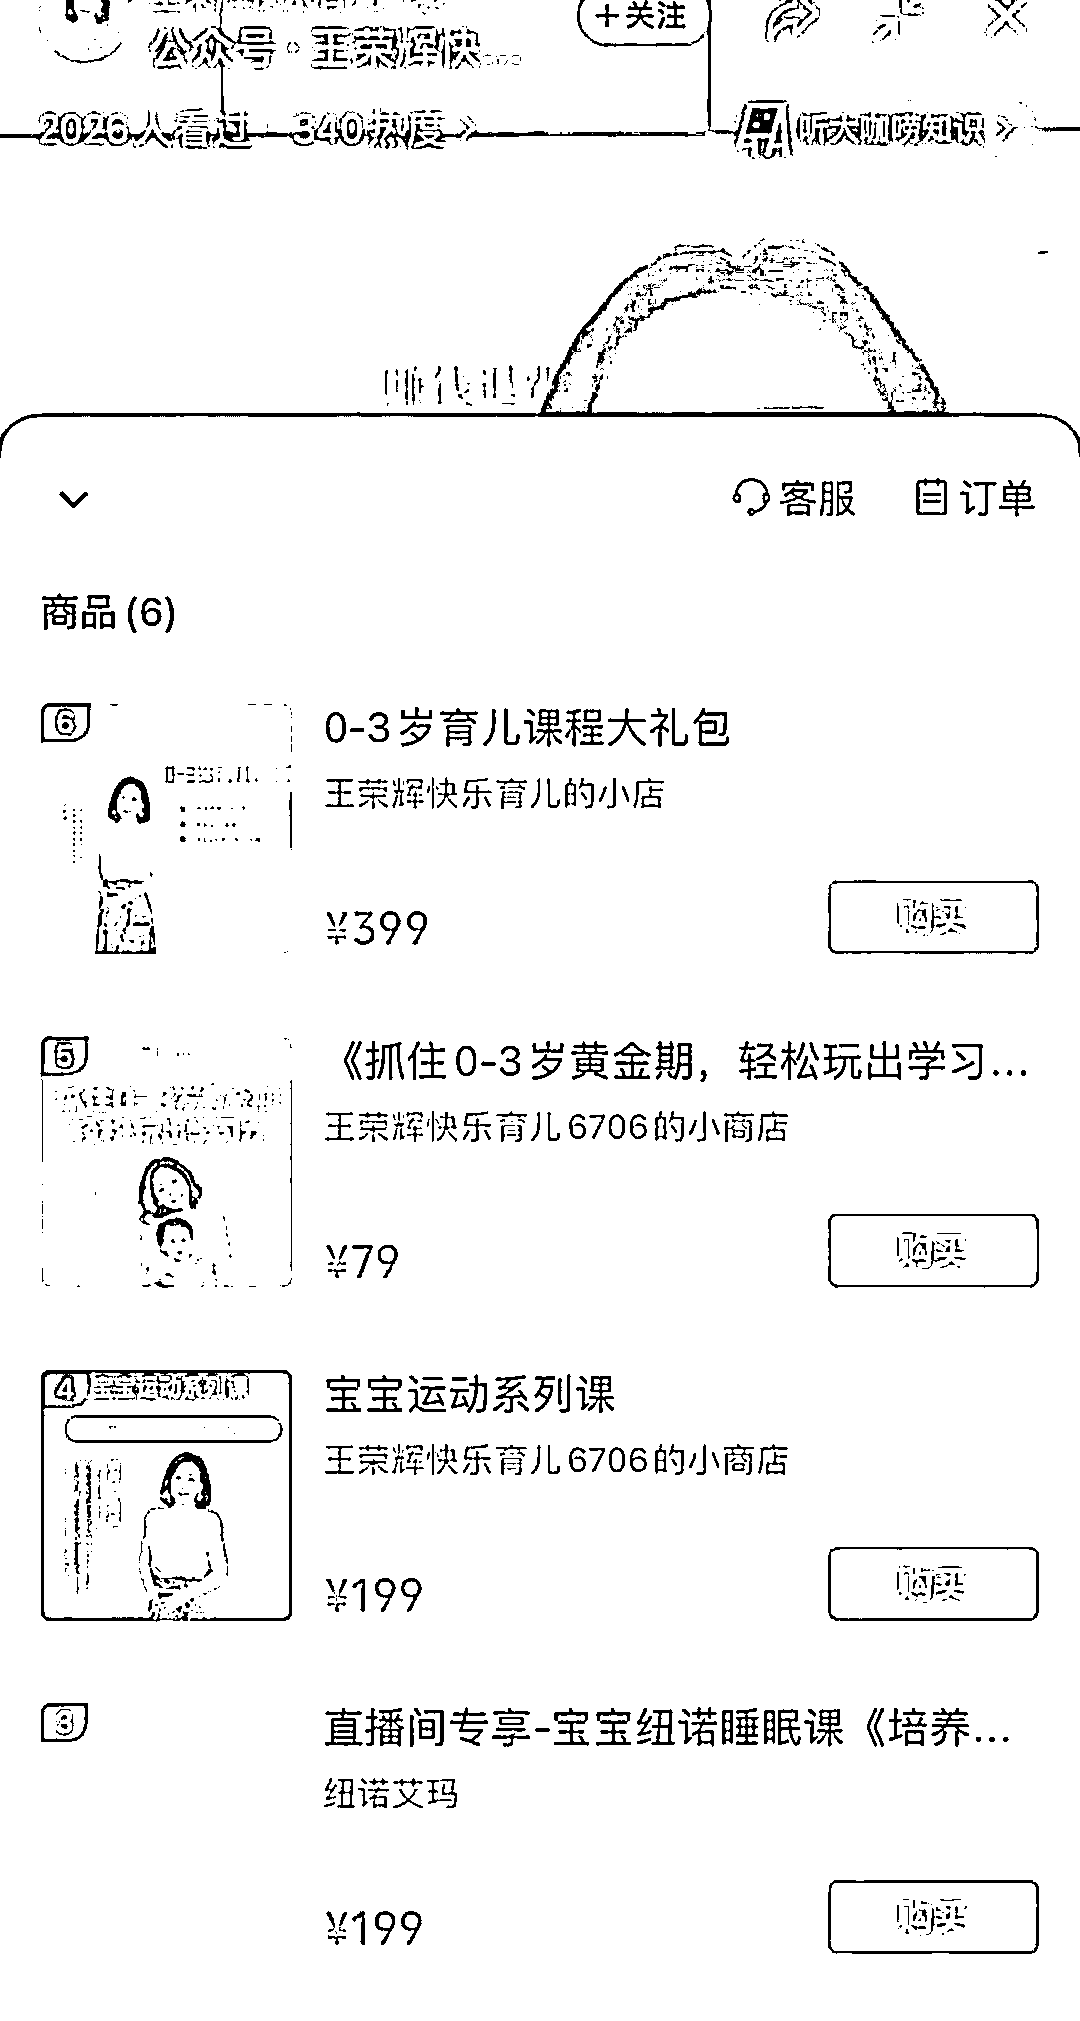 公众号 · 王荣辉快...
+关注
2026人看过 340热度 >
听大咖唠知识 >
客服
订单
商品 (6)
6
0-3岁育儿课程大礼包
王荣辉快乐育儿的小店
¥399
购买
5
《抓住0-3岁黄金期，轻松玩出学习...
王荣辉快乐育儿6706的小商店
¥79
购买
4
宝宝运动系列课
宝宝运动系列课
王荣辉快乐育儿6706的小商店
¥199
购买
3
直播间专享-宝宝纽诺睡眠课《培养...
纽诺艾玛
¥199
购买